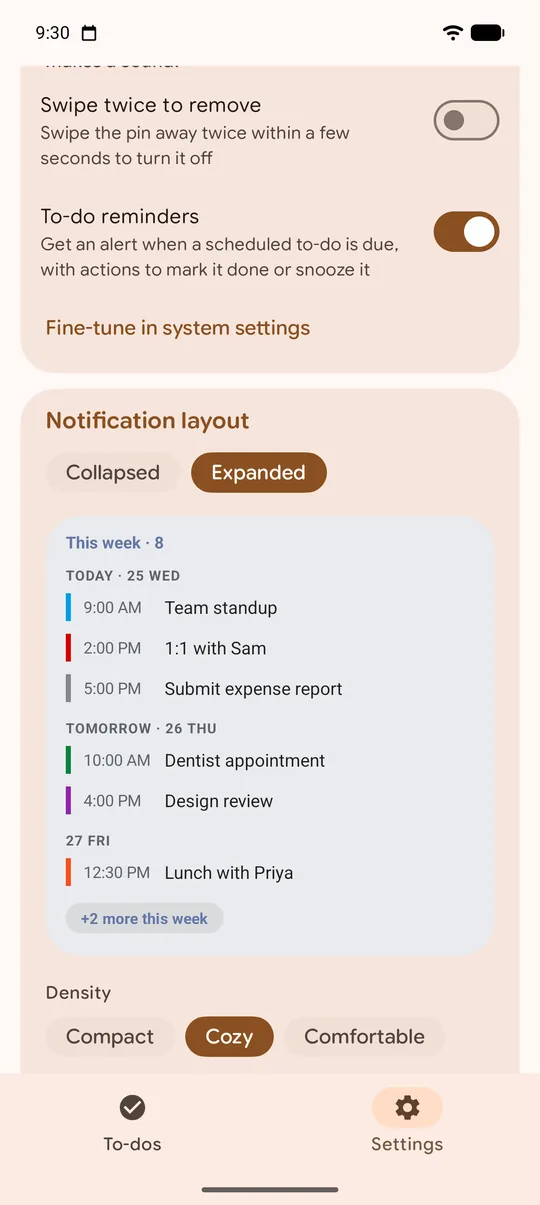 9:30
makes a sound.
Swipe twice to remove
Swipe the pin away twice within a few
seconds to turn it off
To-do reminders
Get an alert when a scheduled to-do is due,
with actions to mark it done or snooze it
Fine-tune in system settings
Notification layout
Collapsed
Expanded
This week · 8
TODAY · 25 WED
9:00 AM Team standup
2:00 PM 1:1 with Sam
5:00 PM Submit expense report
TOMORROW · 26 THU
10:00 AM Dentist appointment
4:00 PM Design review
27 FRI
12:30 PM Lunch with Priya
+2 more this week
Density
Compact
Cozy
Comfortable
To-dos
Settings